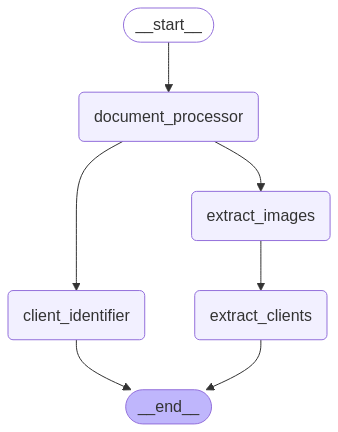 __start__
document_processor
extract_images
client_identifier
extract_clients
__end__